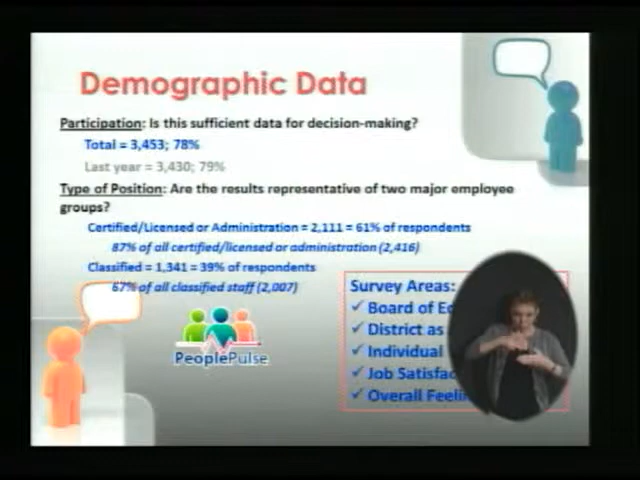 Demographic Data
Participation: Is this sufficient data for decision-making?
Total = 3,453; 78%
Last year = 3,430; 79%
Type of Position: Are the results representative of two major employee
groups?
Certified/Licensed or Administration = 2,111 = 61% of respondents
87% of all certified/licensed or administration (2,416)
Classified = 1,341 = 39% of respondents
67% of all classified staff (2,007)
Survey Areas:
✓ Board of
✓ District as
✓ Individual
✓ Job
✓ Overall
PeoplePulse